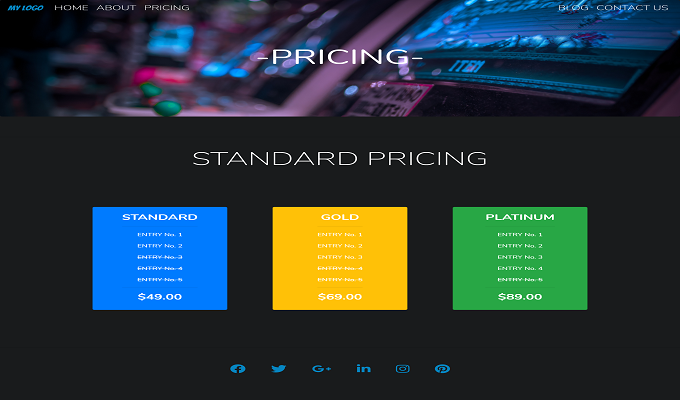 MY LOGO HOME ABOUT PRICING BLOG CONTACT US
-PRICING-
ITEM
STANDARD PRICING
STANDARD
ENTRY No. 1
ENTRY No. 2
ENTRY No. 3
ENTRY No. 4
ENTRY No. 5
$49.00
GOLD
ENTRY No. 1
ENTRY No. 2
ENTRY No. 3
ENTRY No. 4
ENTRY No. 5
$69.00
PLATINUM
ENTRY No. 1
ENTRY No. 2
ENTRY No. 3
ENTRY No. 4
ENTRY No. 5
$89.00